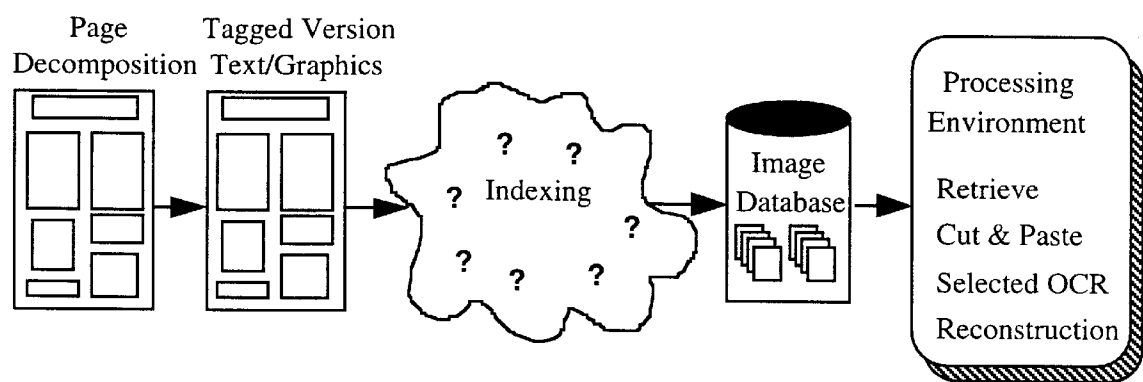 Page
Decomposition
Tagged Version
Text/Graphics
?
?
?
Indexing
?
?
?
?
Image
Database
Processing
Environment
Retrieve
Cut & Paste
Selected OCR
Reconstruction